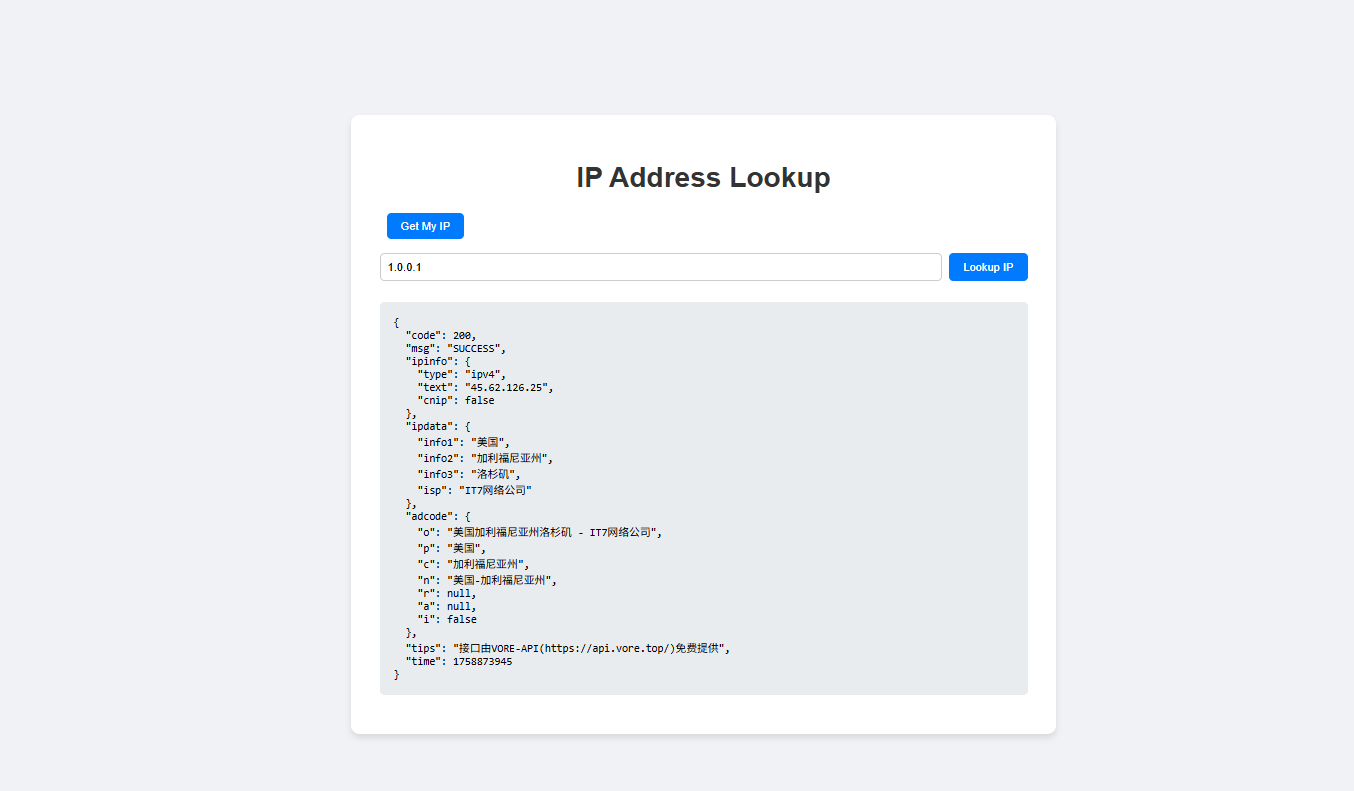 IP Address Lookup
Get My IP
1.0.0.1
Lookup IP
{
  "code": 200,
  "msg": "SUCCESS",
  "ipinfo": {
    "type": "ipv4",
    "text": "45.62.126.25",
    "cnip": false
  },
  "ipdata": {
    "info1": "美国",
    "info2": "加利福尼亚州",
    "info3": "洛杉矶",
    "isp": "IT7网络公司"
  },
  "adcode": {
    "o": "美国加利福尼亚州洛杉矶 - IT7网络公司",
    "p": "美国",
    "c": "加利福尼亚州",
    "n": "美国-加利福尼亚州",
    "r": null,
    "a": null,
    "i": false
  },
  "tips": "接口由VORE-API(https://api.vore.top/)免费提供",
  "time": 1758873945
}